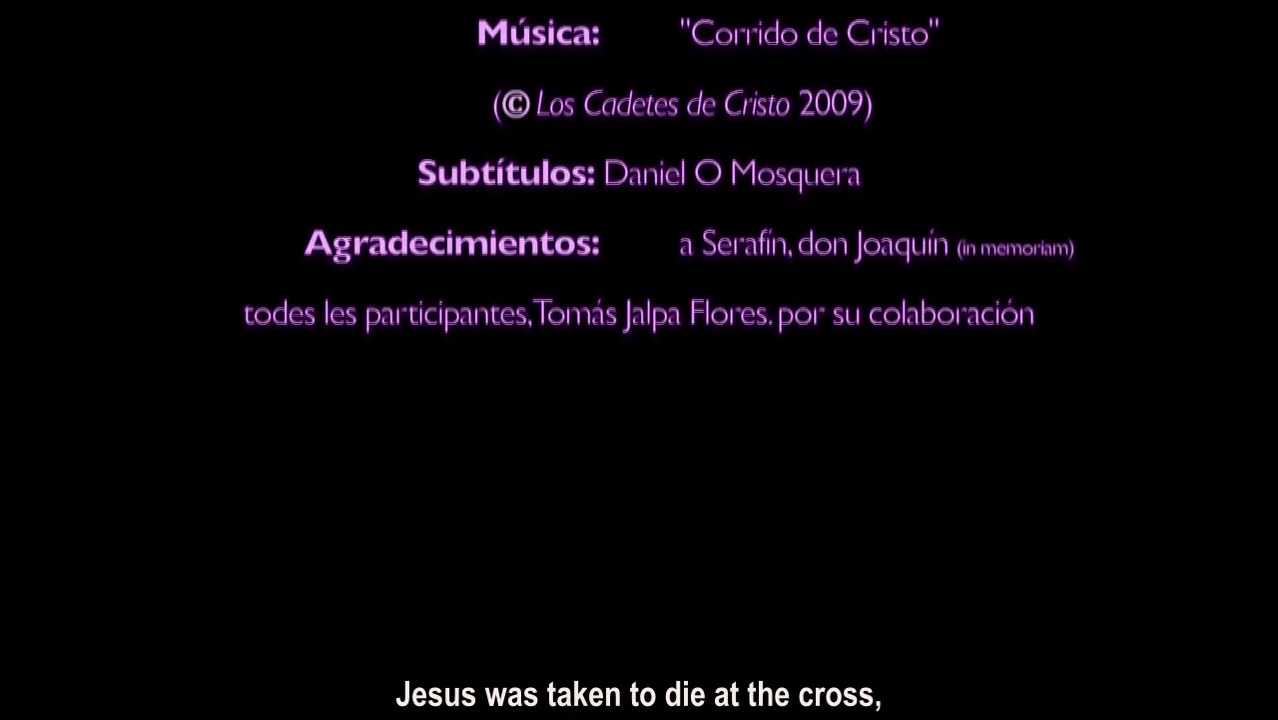 Música: "Corrido de Cristo"
(© Los Cadetes de Cristo 2009)
Subtítulos: Daniel O Mosquera
Agradecimientos: a Serafín, don Joaquín (in memoriam)
todes les participantes, Tomás Jalpa Flores. por su colaboración
Jesus was taken to die at the cross,